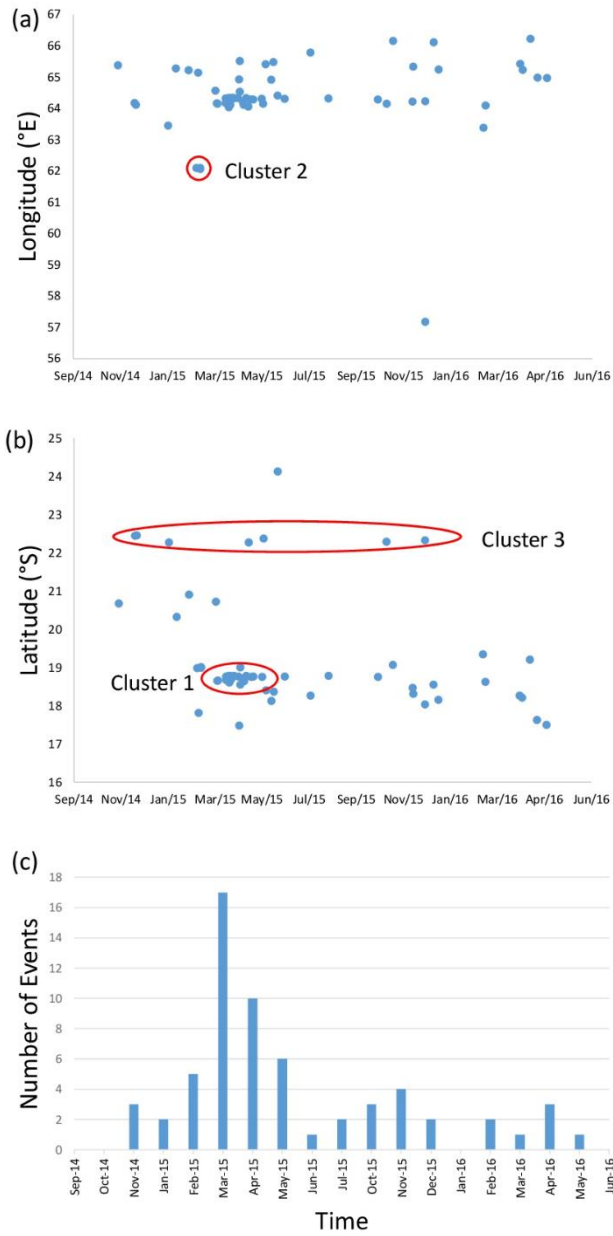 (a)
67
66
65
64
63
62
61
60
59
58
57
56
Longitude (°E)
Cluster 2
Sep/14 Nov/14 Jan/15 Mar/15 May/15 Jul/15 Sep/15 Nov/15 Jan/16 Mar/16 Apr/16 Jun/16
(b)
25
24
23
22
21
20
19
18
17
16
Latitude (°S)
Cluster 3
Cluster 1
Sep/14 Nov/14 Jan/15 Mar/15 May/15 Jul/15 Sep/15 Nov/15 Jan/16 Mar/16 Apr/16 Jun/16
(c)
18
16
14
12
10
8
6
4
2
0
Number of Events
Sep-14
Oct-14
Nov-14
Jan-15
Feb-15
Mar-15
Apr-15
May-15
Jun-15
Jul-15
Oct-15
Nov-15
Dec-15
Jan-16
Feb-16
Mar-16
Apr-16
May-16
Jun-16
Time